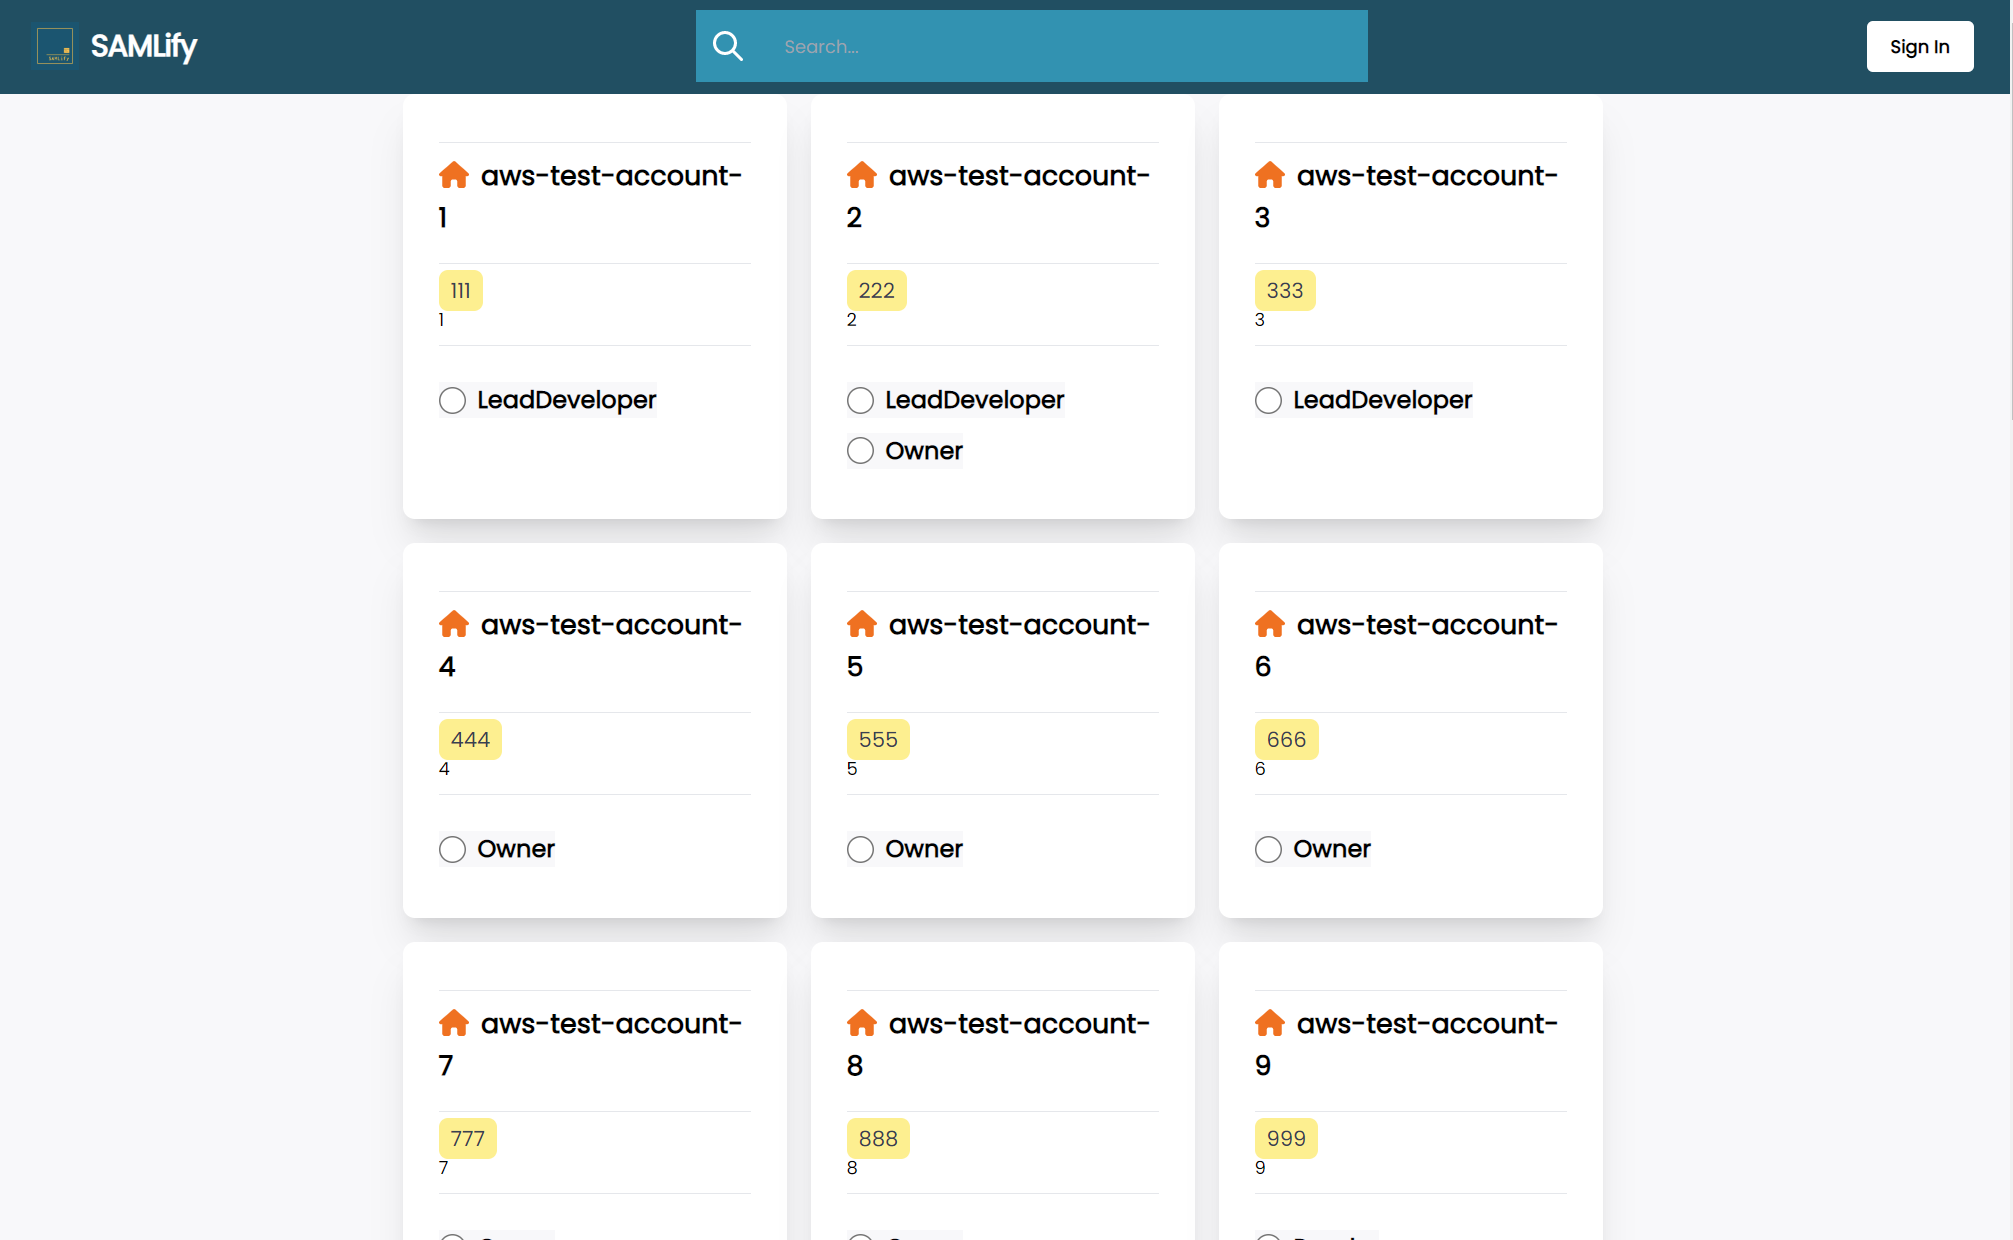 SAMLify
Search...
Sign In
aws-test-account-
1
111
1
LeadDeveloper
aws-test-account-
2
222
2
LeadDeveloper
Owner
aws-test-account-
3
333
3
LeadDeveloper
aws-test-account-
4
444
4
Owner
aws-test-account-
5
555
5
Owner
aws-test-account-
6
666
6
Owner
aws-test-account-
7
777
7
aws-test-account-
8
888
8
aws-test-account-
9
999
9